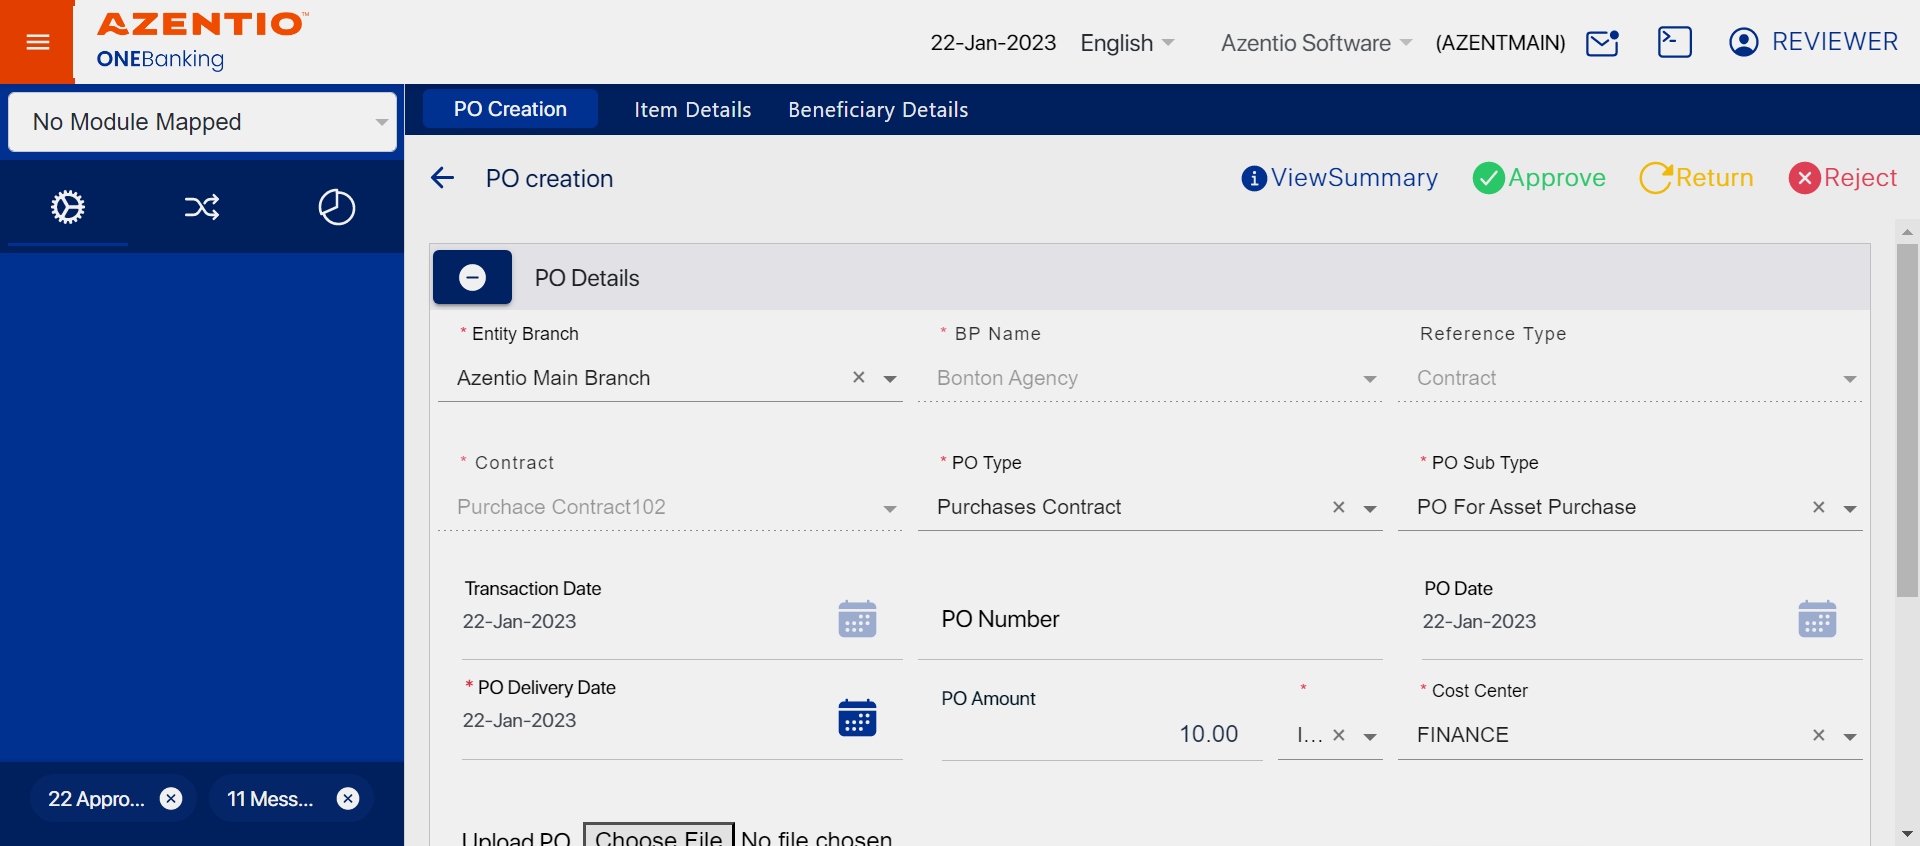 AZENTIO™
ONEBanking
22-Jan-2023 English Azentio Software (AZENTMAIN) REVIEWER
No Module Mapped
PO Creation Item Details Beneficiary Details
PO creation
ViewSummary Approve Return Reject
PO Details
* Entity Branch
Azentio Main Branch
* BP Name
Bonton Agency
Reference Type
Contract
* Contract
Purchace Contract102
* PO Type
Purchases Contract
* PO Sub Type
PO For Asset Purchase
Transaction Date
22-Jan-2023
PO Number
PO Date
22-Jan-2023
* PO Delivery Date
22-Jan-2023
PO Amount
10.00
*
I...
* Cost Center
FINANCE
Upload PO Choose File No file chosen
22 Appro... 11 Mess...